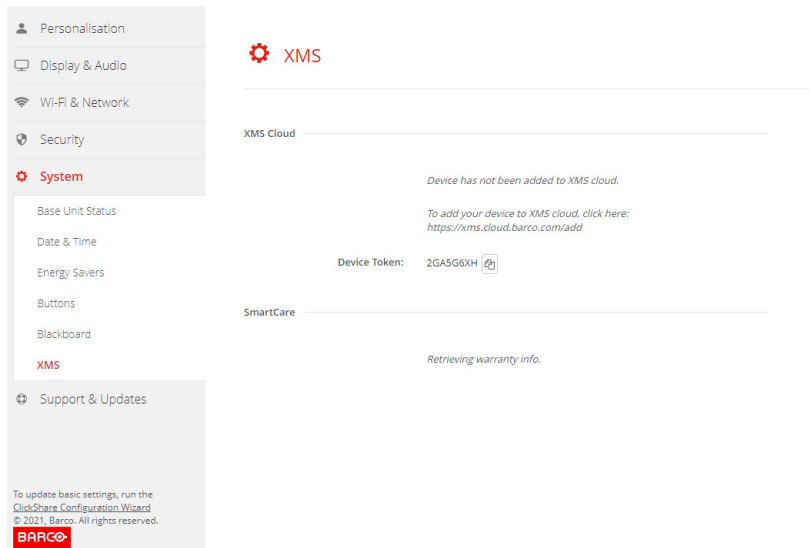 Personalisation
Display & Audio
Wi-Fi & Network
Security
System
Base Unit Status
Date & Time
Energy Savers
Buttons
Blackboard
XMS
Support & Updates
To update basic settings, run the
ClickShare Configuration Wizard
© 2021, Barco. All rights reserved.
BARCO
XMS
XMS Cloud
Device has not been added to XMS cloud.
To add your device to XMS cloud, click here:
https://xms.cloud.barco.com/add
Device Token: 2GA5G6XH
SmartCare
Retrieving warranty info.